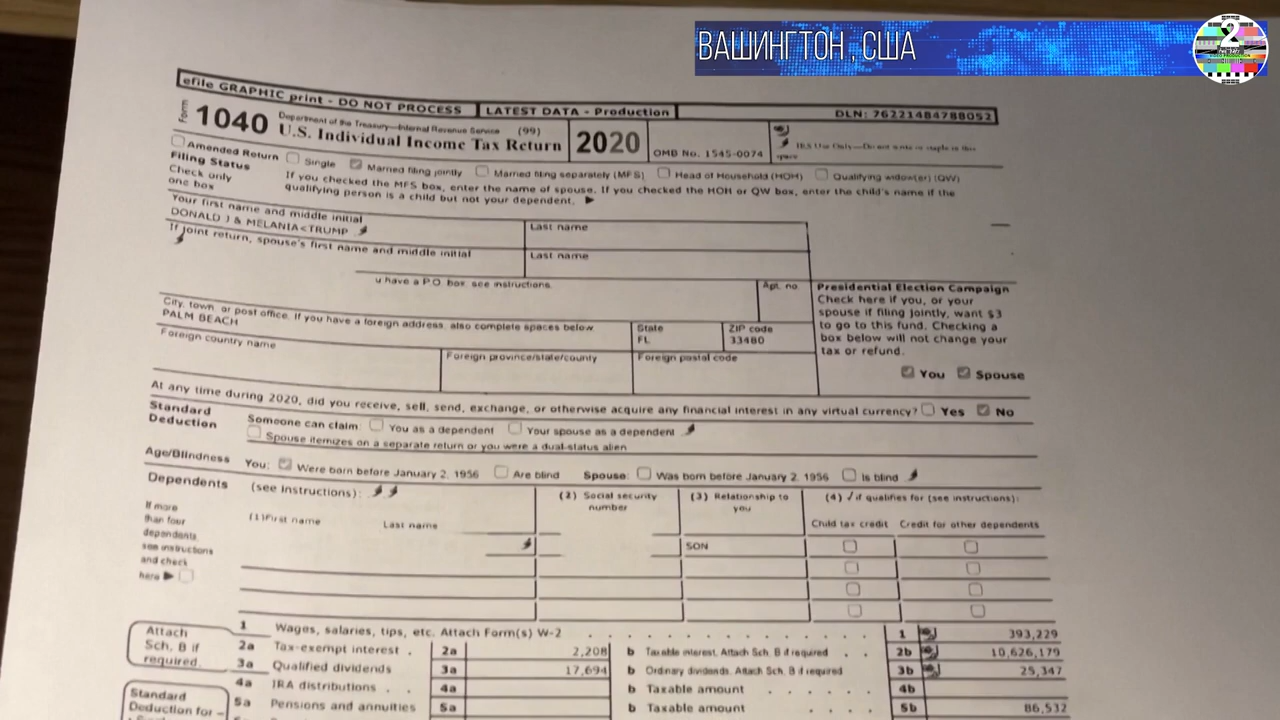 ВАШИНГТОН, США
2
efile GRAPHIC print - DO NOT PROCESS LATEST DATA - Production DLN: 76221484788052
Form 1040 Department of the Treasury—Internal Revenue Service (99)
U.S. Individual Income Tax Return 2020 OMB No. 1545-0074 IRS Use Only—Do not write or staple in this space
Amended Return
Filing Status
Check only
one box
Single Married filing jointly Married filing separately (MFS) Head of Household (HOH) Qualifying widow(er) (QW)
If you checked the MFS box, enter the name of spouse. If you checked the HOH or QW box, enter the child's name if the
qualifying person is a child but not your dependent. ▶
Your first name and middle initial Last name
DONALD J & MELANIA<TRUMP
If joint return, spouse's first name and middle initial Last name
u have a P.O. box, see instructions. Apt. no.
City, town, or post office. If you have a foreign address, also complete spaces below State ZIP code
PALM BEACH FL 33480
Foreign country name Foreign province/state/county Foreign postal code
Presidential Election Campaign
Check here if you, or your
spouse if filing jointly, want $3
to go to this fund. Checking a
box below will not change your
tax or refund.
You Spouse
At any time during 2020, did you receive, sell, send, exchange, or otherwise acquire any financial interest in any virtual currency? Yes No
Standard
Deduction
Someone can claim: You as a dependent Your spouse as a dependent
Spouse itemizes on a separate return or you were a dual-status alien
Age/Blindness You: Were born before January 2, 1956 Are blind Spouse: Was born before January 2, 1956 Is blind
Dependents (see instructions):
If more
than four
dependents,
see instructions
and check
here ▶
(1)First name Last name
(2) Social security
number
(3) Relationship to
you
(4) √ if qualifies for (see instructions):
Child tax credit Credit for other dependents
SON
Attach
Sch. B if
required.
1 Wages, salaries, tips, etc. Attach Form(s) W-2 . . . . . . . . . . . . . 1 393,229
2a Tax-exempt interest . 2a 2,208 b Taxable interest. Attach Sch. B if required . . 2b 10,626,179
3a Qualified dividends 3a 17,694 b Ordinary dividends. Attach Sch. B if required . 3b 25,347
4a IRA distributions . . 4a b Taxable amount . . . . . . 4b
5a Pensions and annuities 5a b Taxable amount . . . . 5b 86,532
Standard
Deduction for –